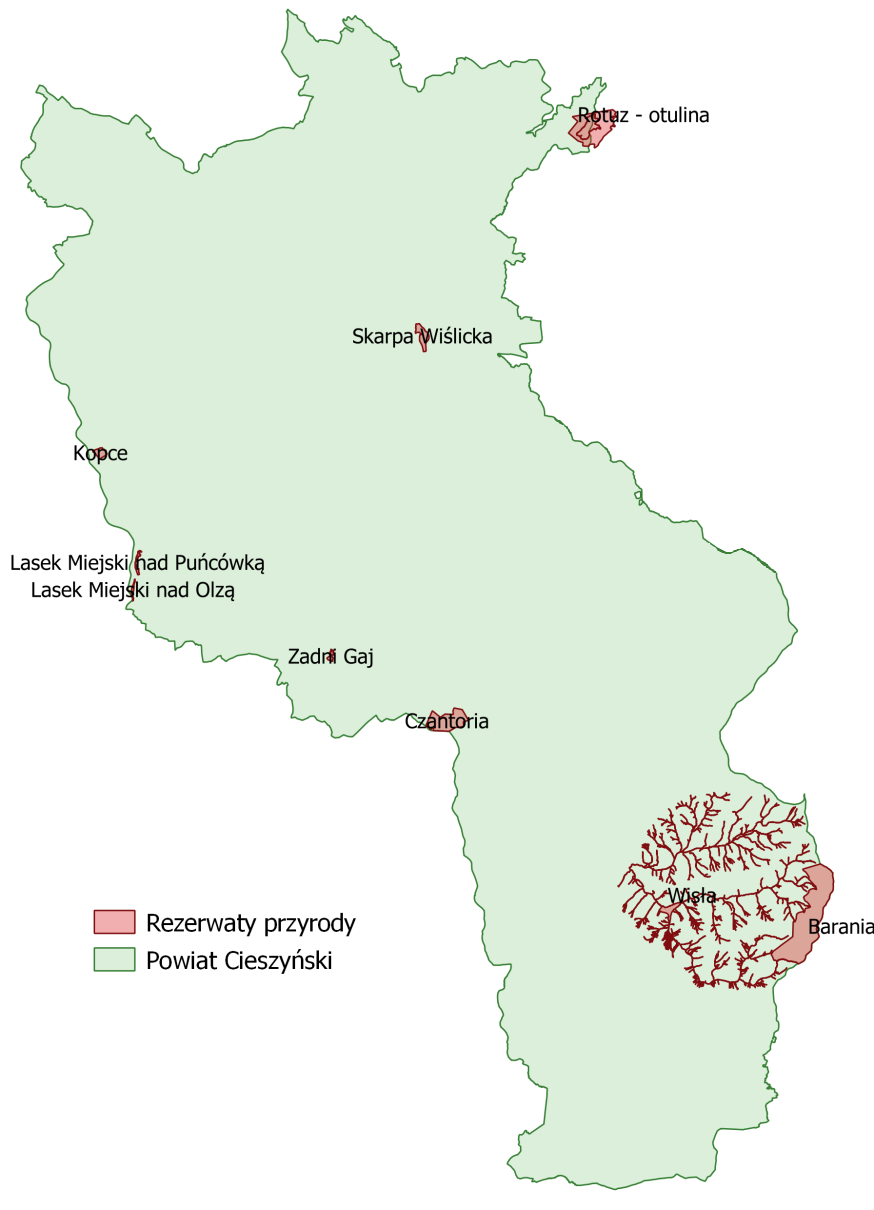 Rotuz - otulina
Skarpa Wiślicka
Kopce
Lasek Miejski nad Puńcówką
Lasek Miejski nad Olzą
Zadni Gaj
Czantoria
Wisła
Barania
Rezerwaty przyrody
Powiat Cieszyński